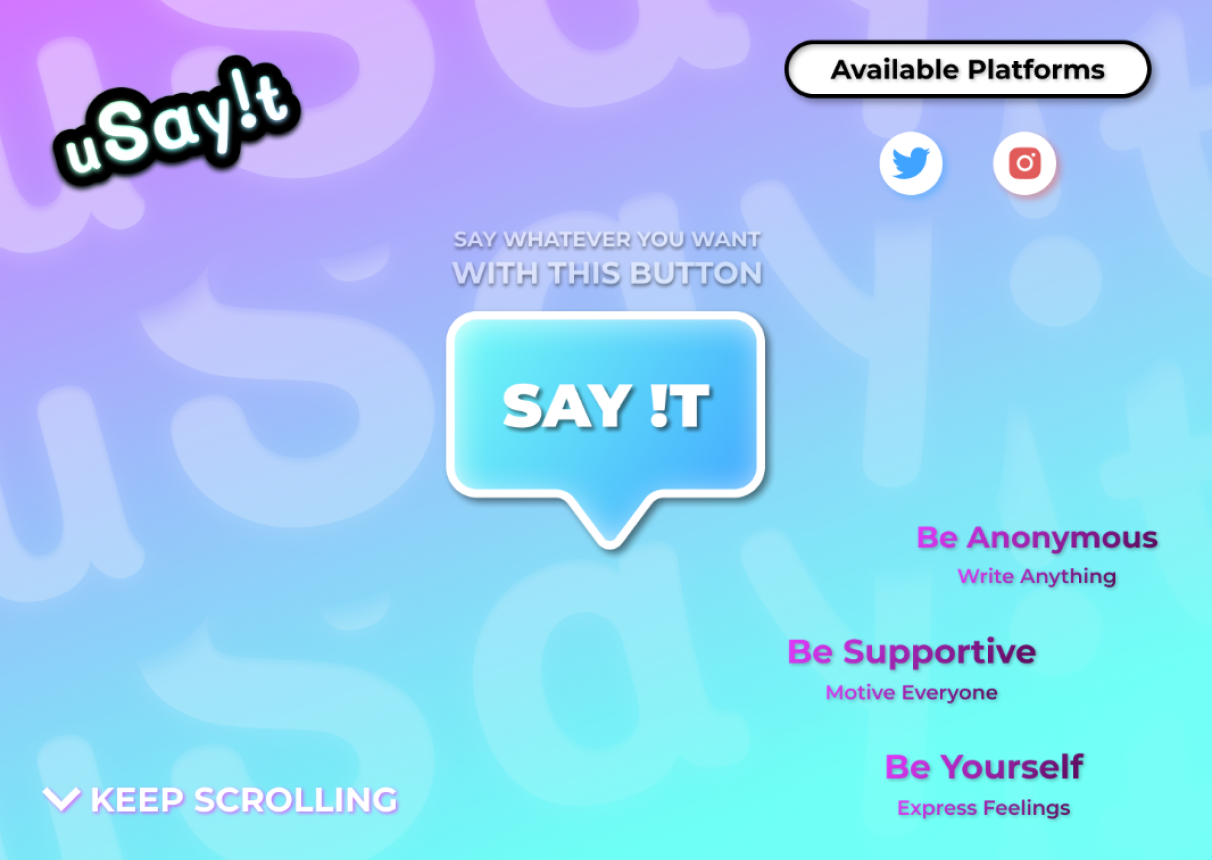 uSay!t
Available Platforms
SAY WHATEVER YOU WANT
WITH THIS BUTTON
SAY !T
Be Anonymous
Write Anything
Be Supportive
Motive Everyone
Be Yourself
Express Feelings
KEEP SCROLLING